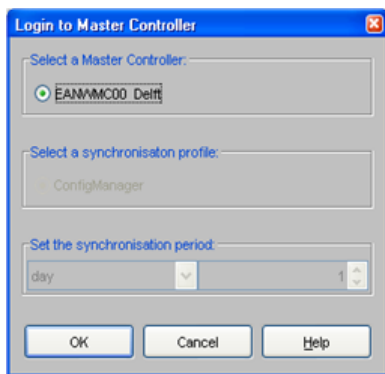 Login to Master Controller
Select a Master Controller:
EANWMC00 Delft
Select a synchronisaton profile:
ConfigManager
Set the synchronisation period:
day 1
OK Cancel Help